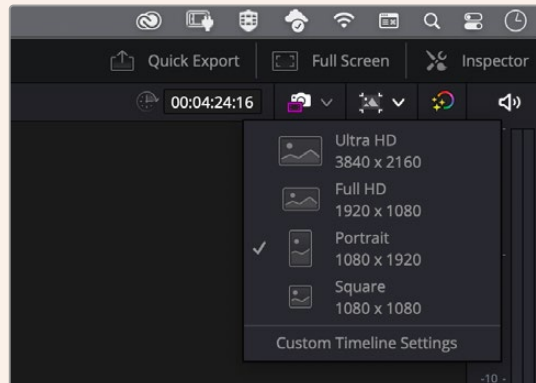 Quick Export Full Screen Inspector
00:04:24:16
Ultra HD
3840 x 2160
Full HD
1920 x 1080
Portrait
1080 x 1920
Square
1080 x 1080
Custom Timeline Settings
-10